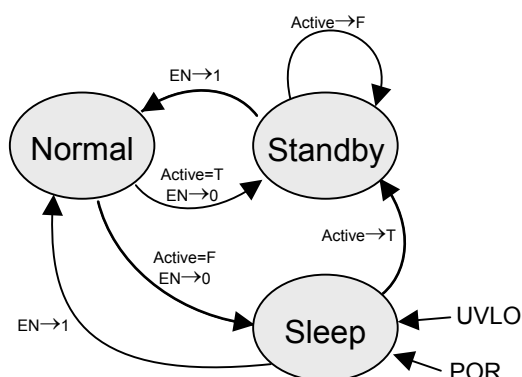 Active→F
EN→1
Normal
Standby
Active=T
EN→0
Active→T
Active=F
EN→0
UVLO
EN→1
Sleep
POR